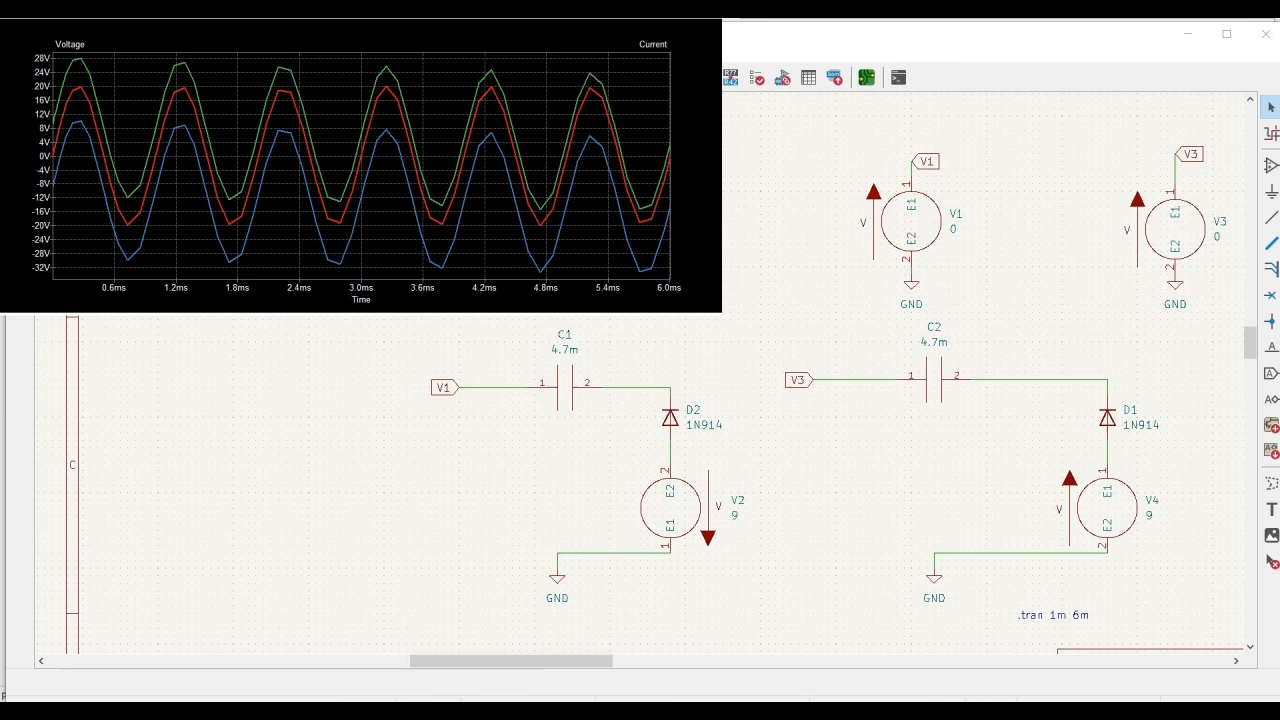 Voltage
Current
28V
24V
20V
16V
12V
8V
4V
0V
-4V
-8V
-12V
-16V
-20V
-24V
-28V
-32V
0.6ms
1.2ms
1.8ms
2.4ms
3.0ms
3.6ms
4.2ms
4.8ms
5.4ms
6.0ms
Time
V1
1
E1
E2
2
V
V1
0
GND
V3
1
E1
E2
2
V
V3
0
GND
C1
4.7m
V1
1
2
D2
1N914
2
E2
E1
1
V
V2
9
GND
C2
4.7m
V3
1
2
D1
1N914
1
E1
E2
2
V
V4
9
GND
.tran 1m 6m
C